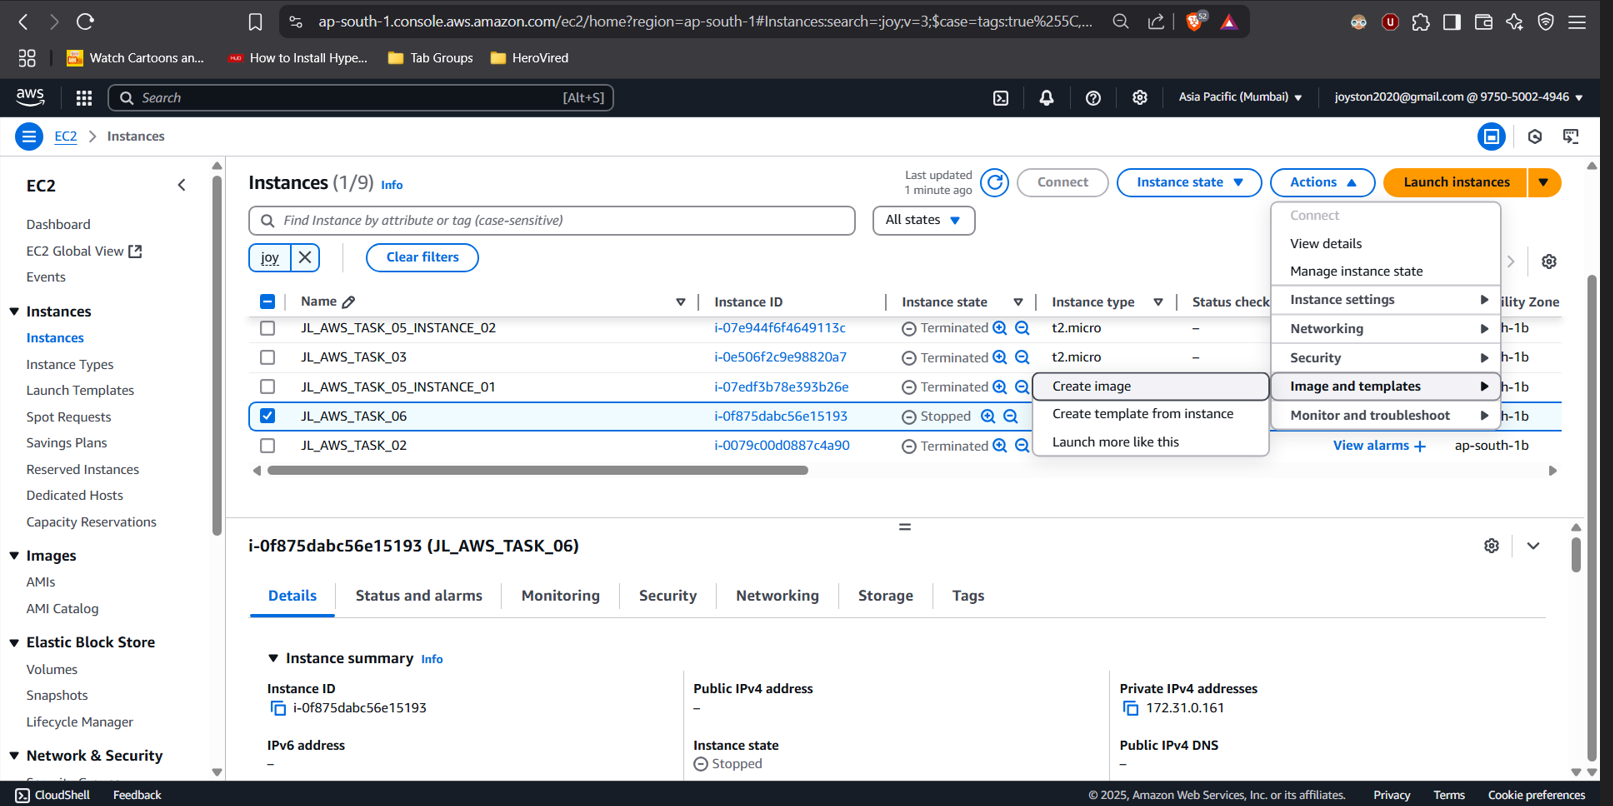 ap-south-1.console.aws.amazon.com/ec2/home?region=ap-south-1#Instances:search=:joy;v=3;$case=tags:true%255C,...
52
U
Watch Cartoons an...
How to Install Hype...
Tab Groups
HeroVired
aws
Search
[Alt+S]
Asia Pacific (Mumbai)
joyston2020@gmail.com @ 9750-5002-4946
EC2
Instances
EC2
Dashboard
EC2 Global View
Events
Instances
Instances
Instance Types
Launch Templates
Spot Requests
Savings Plans
Reserved Instances
Dedicated Hosts
Capacity Reservations
Images
AMIs
AMI Catalog
Elastic Block Store
Volumes
Snapshots
Lifecycle Manager
Network & Security
Instances (1/9) Info
Last updated
1 minute ago
Connect
Instance state
Actions
Launch instances
Find Instance by attribute or tag (case-sensitive)
All states
joy
Clear filters
Connect
View details
Manage instance state
Instance settings
Networking
Security
Image and templates
Monitor and troubleshoot
Create image
Create template from instance
Launch more like this
Name Instance ID Instance state Instance type Status check ility Zone
JL_AWS_TASK_05_INSTANCE_02 i-07e944f6f4649113c Terminated t2.micro – h-1b
JL_AWS_TASK_03 i-0e506f2c9e98820a7 Terminated t2.micro – h-1b
JL_AWS_TASK_05_INSTANCE_01 i-07edf3b78e393b26e Terminated h-1b
JL_AWS_TASK_06 i-0f875dabc56e15193 Stopped h-1b
JL_AWS_TASK_02 i-0079c00d0887c4a90 Terminated View alarms + ap-south-1b
i-0f875dabc56e15193 (JL_AWS_TASK_06)
Details
Status and alarms
Monitoring
Security
Networking
Storage
Tags
Instance summary Info
Instance ID
i-0f875dabc56e15193
Public IPv4 address
–
Private IPv4 addresses
172.31.0.161
IPv6 address
–
Instance state
Stopped
Public IPv4 DNS
–
CloudShell
Feedback
© 2025, Amazon Web Services, Inc. or its affiliates.
Privacy
Terms
Cookie preferences